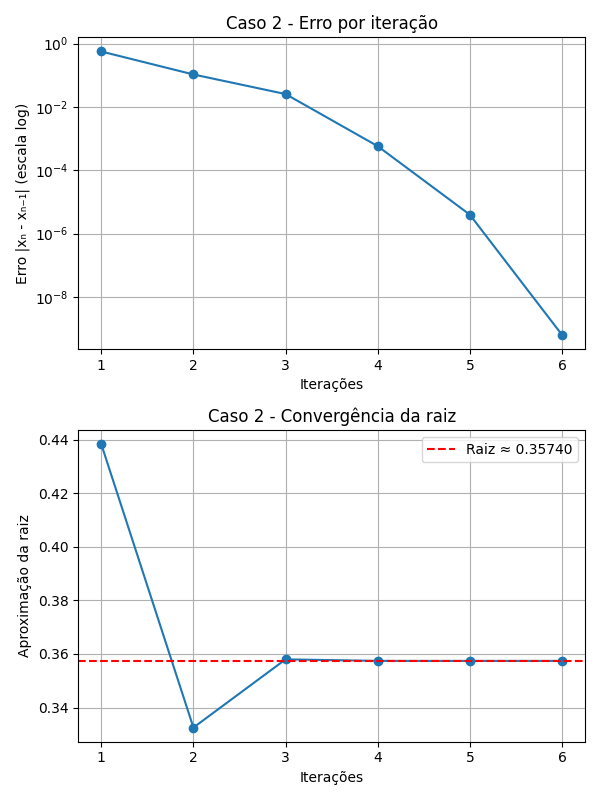 Caso 2 - Erro por iteração
10⁰
10⁻²
10⁻⁴
10⁻⁶
10⁻⁸
Erro |xₙ - xₙ₋₁| (escala log)
1 2 3 4 5 6
Iterações
Caso 2 - Convergência da raiz
Raiz ≈ 0.35740
0.44
0.42
0.40
0.38
0.36
0.34
Aproximação da raiz
1 2 3 4 5 6
Iterações